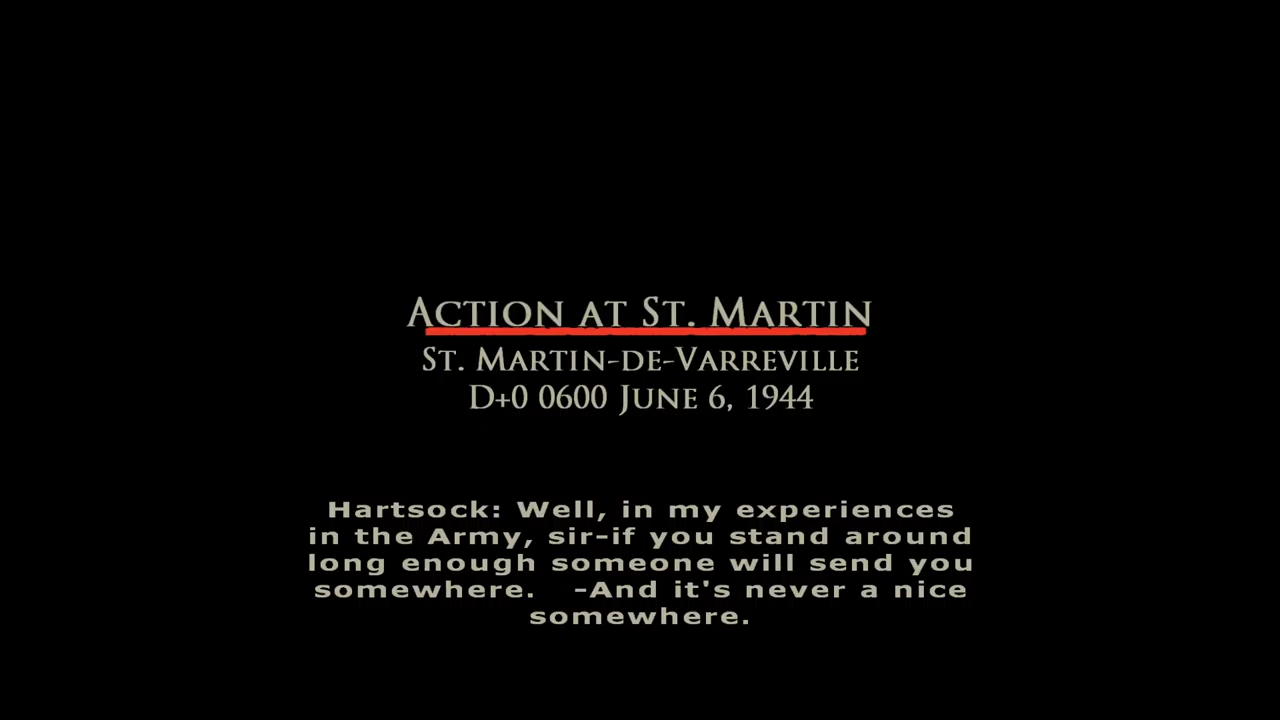 Action at St. Martin
St. Martin-de-Varreville
D+0 0600 June 6, 1944
Hartsock: Well, in my experiences
in the Army, sir-if you stand around
long enough someone will send you
somewhere.   -And it's never a nice
somewhere.